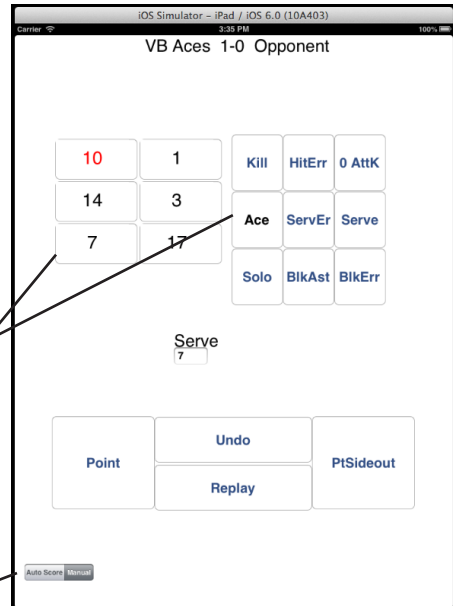 iOS Simulator – iPad / iOS 6.0 (10A403)
Carrier 3:35 PM 100%
VB Aces 1-0 Opponent
10 1 Kill HitErr 0 AttK
14 3 Ace ServEr Serve
7 17 Solo BlkAst BlkErr
Serve
7
Point Undo PtSideout
Replay
Auto Score Manual